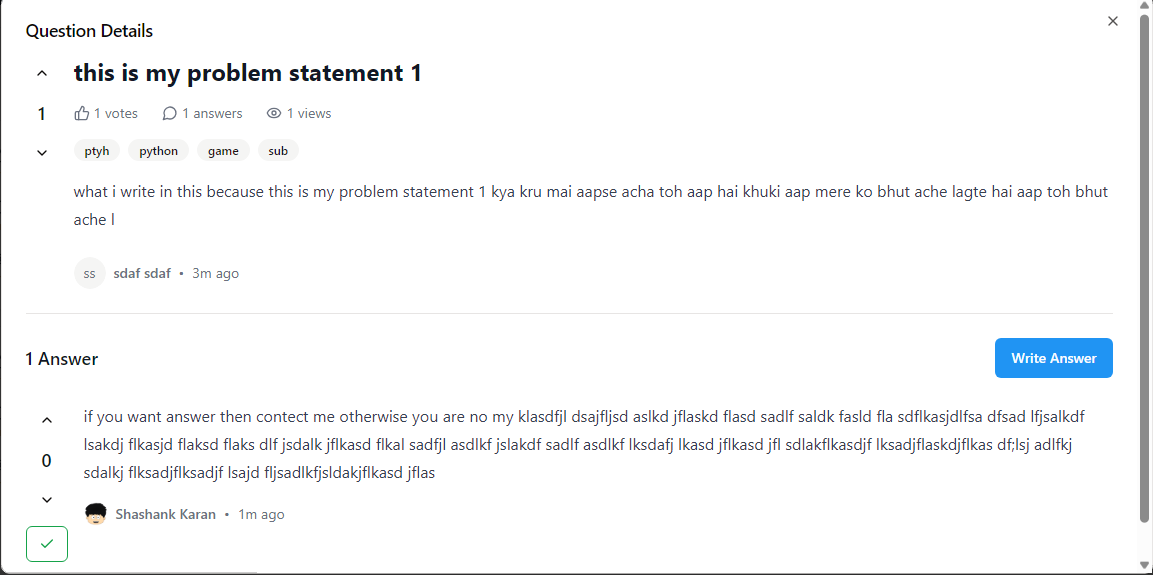 Question Details
this is my problem statement 1
1
1 votes 1 answers 1 views
ptyh python game sub
what i write in this because this is my problem statement 1 kya kru mai aapse acha toh aap hai khuki aap mere ko bhut ache lagte hai aap toh bhut
ache l
ss sdaf sdaf • 3m ago
1 Answer
Write Answer
if you want answer then contect me otherwise you are no my klasdfjl dsajfljsd aslkd jflaskd flasd sadlf saldk fasld fla sdflkasjdlfsa dfsad lfjsalkdf
lsakdj flkasjd flaksd flaks dlf jsdalk jflkasd flkal sadfjl asdlkf jslakdf sadlf asdlkf lksdafj lkasd jflkasd jfl sdlakflkasdjf lksadjflaskdjflkas df;lsj adlfkj
0
sdalkj flksadjflksadjf lsajd fljsadlkfjsldakjflkasd jflas
Shashank Karan • 1m ago